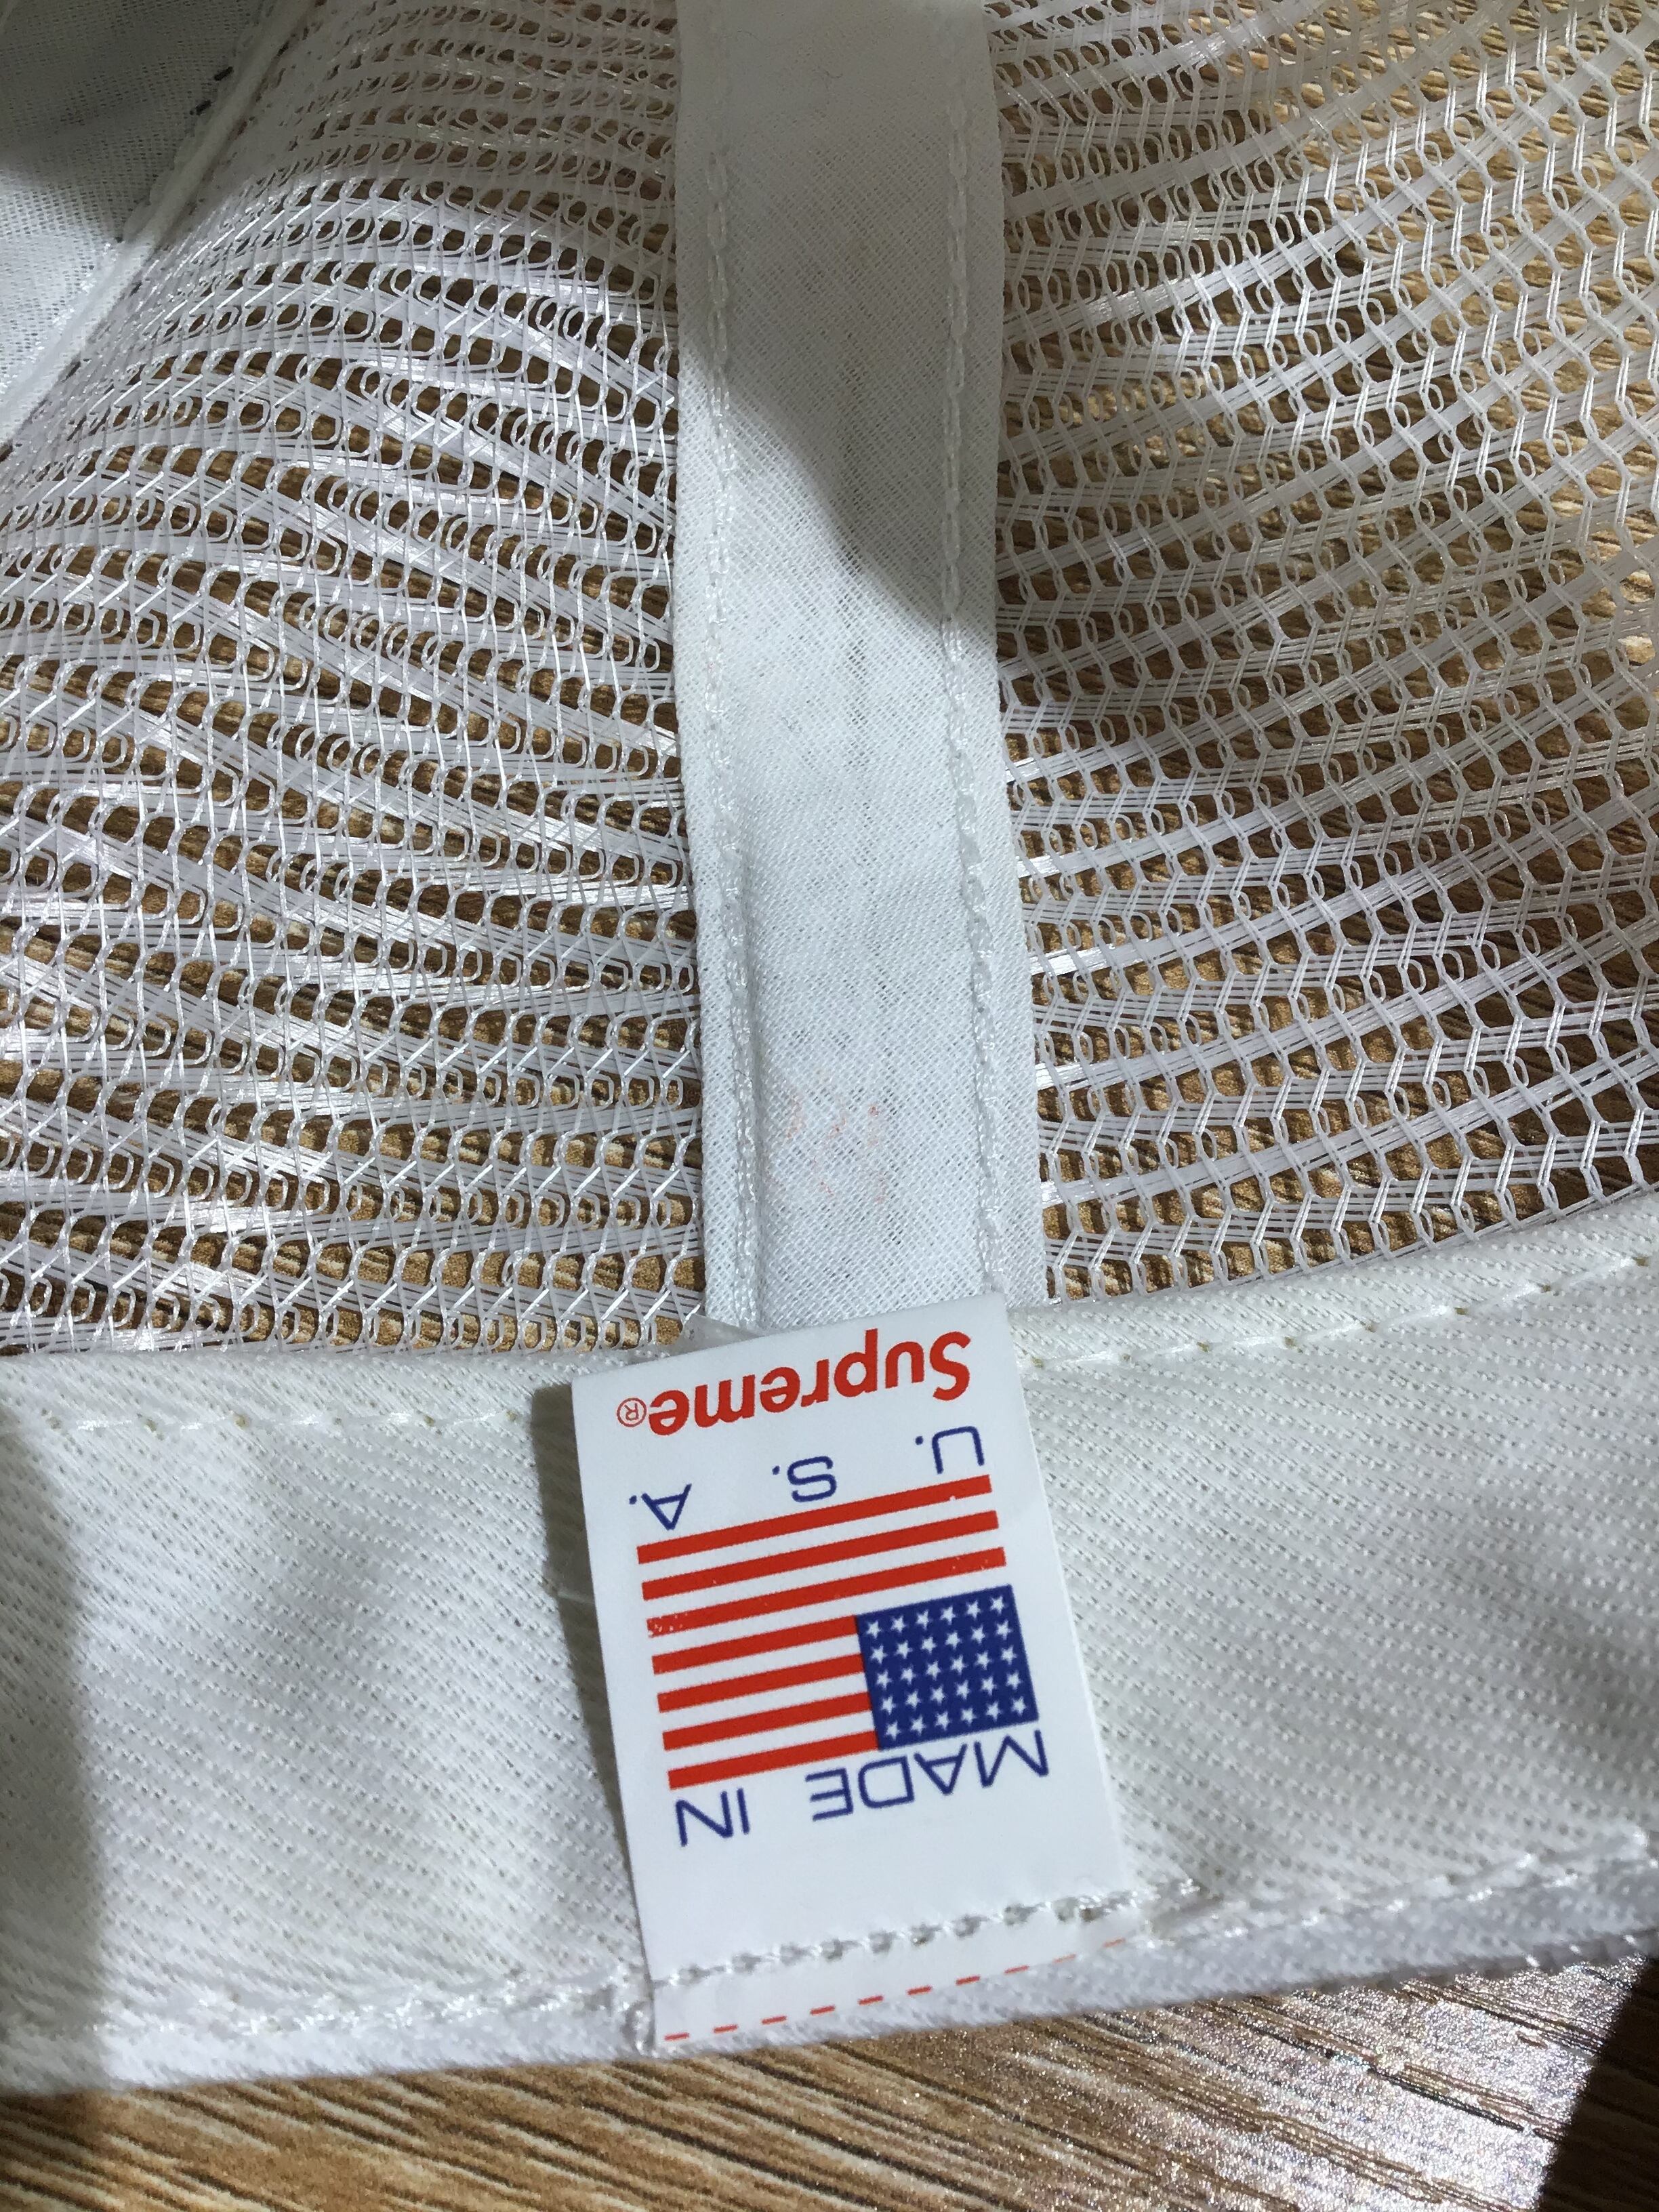 MADE IN
U. S. A.
Supreme®